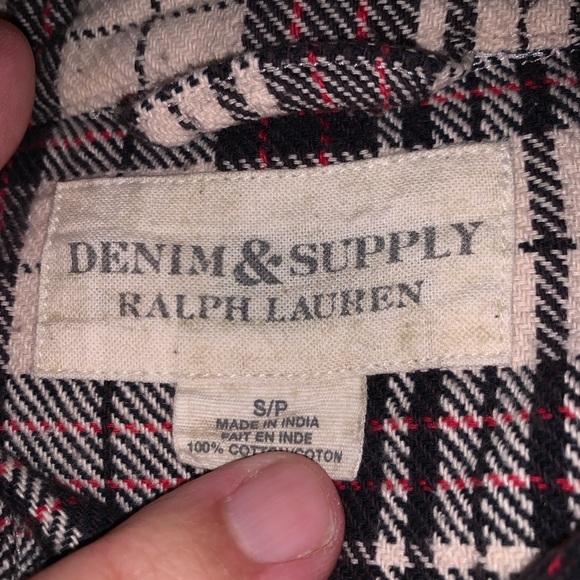 DENIM & SUPPLY
RALPH LAUREN
S/P
MADE IN INDIA
FAIT EN INDE
100% COTTON/COTON